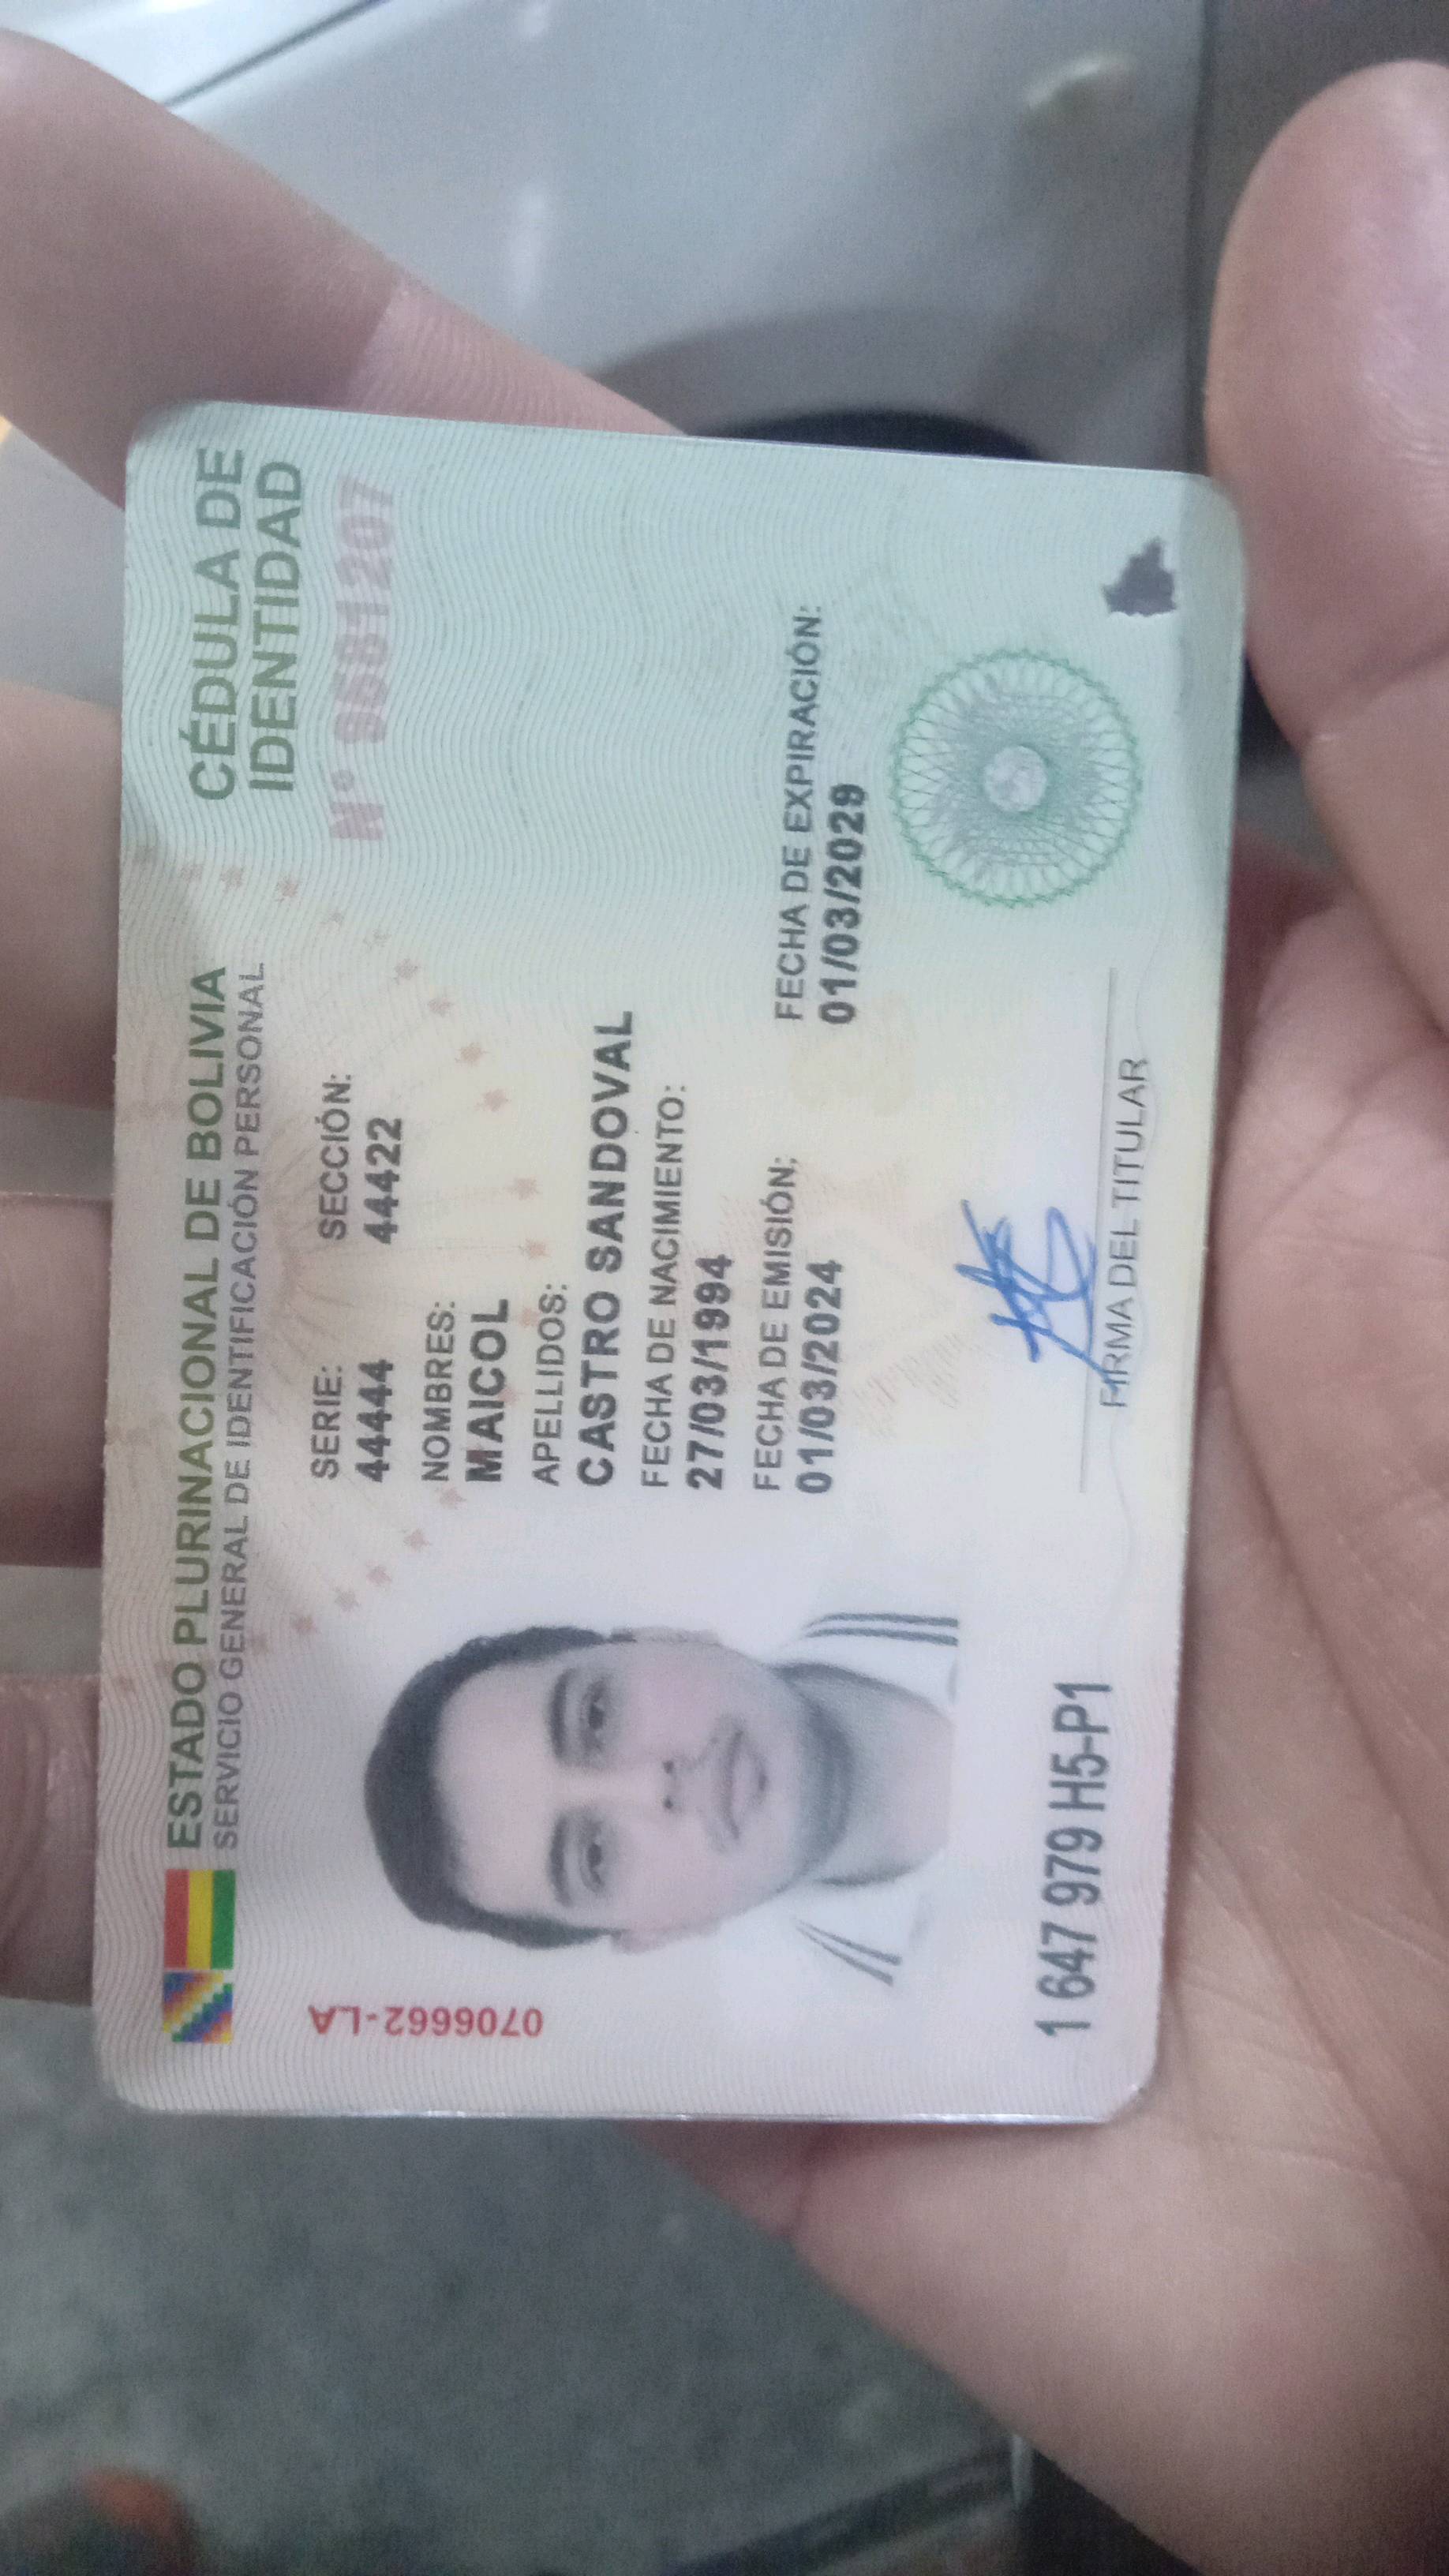 ESTADO PLURINACIONAL DE BOLIVIA
SERVICIO GENERAL DE IDENTIFICACIÓN PERSONAL
CÉDULA DE
IDENTIDAD
N°
SERIE:
44444
SECCIÓN:
44422
NOMBRES:
MAICOL
APELLIDOS:
CASTRO SANDOVAL
FECHA DE NACIMIENTO:
27/03/1994
FECHA DE EMISIÓN:
01/03/2024
FECHA DE EXPIRACIÓN:
01/03/2029
0706662-LA
1 647 979 H5-P1
FIRMA DEL TITULAR